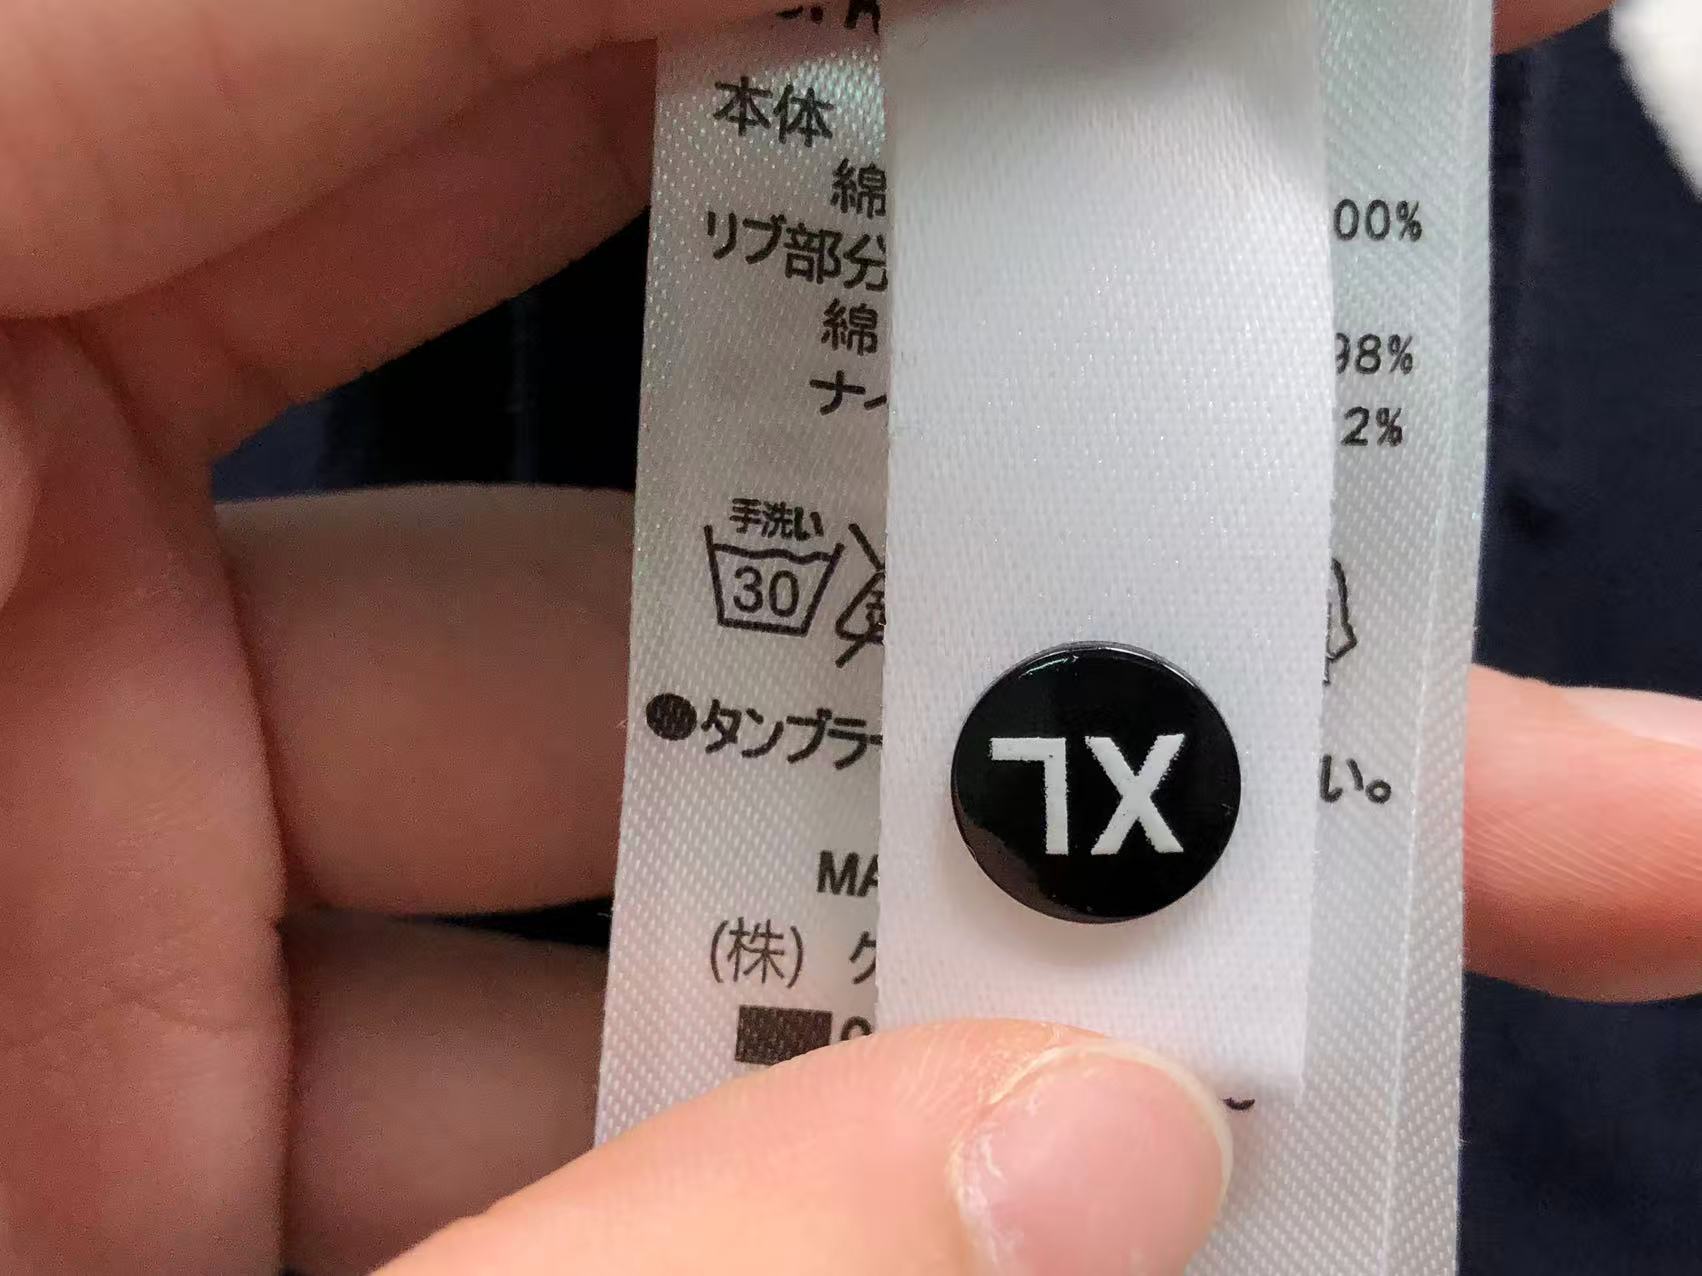 本体
綿
00%
リブ部分
綿
98%
2%
手洗い
30
タンブラー
い。
XL
MA
(株)